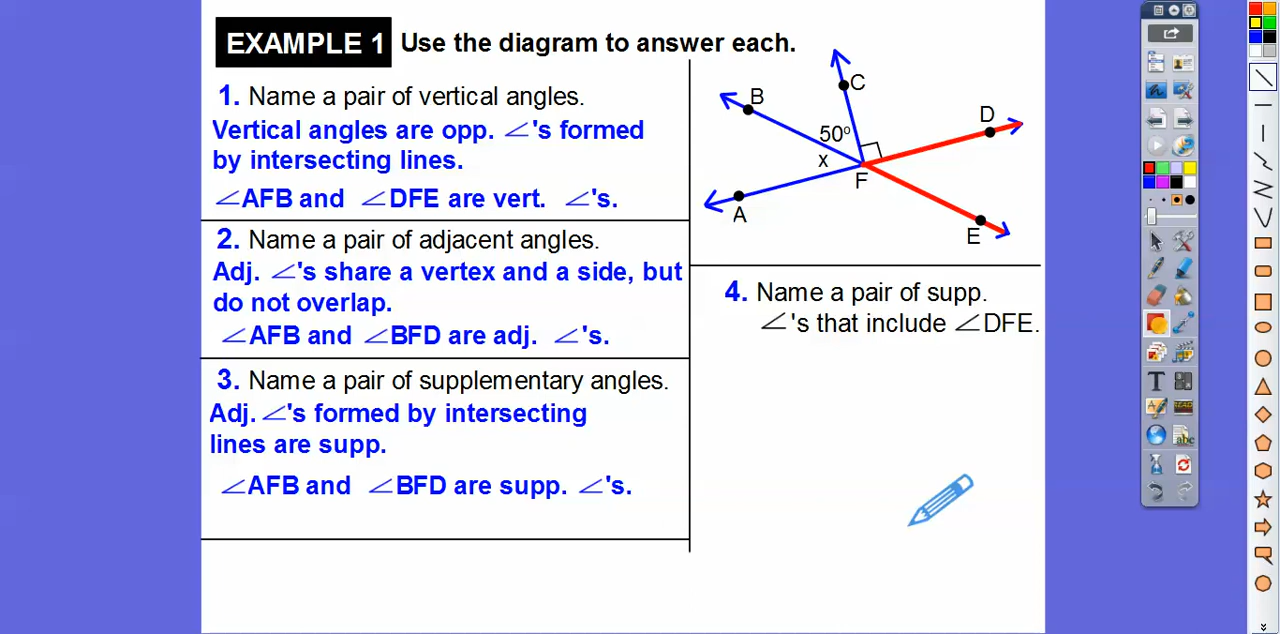 EXAMPLE 1 Use the diagram to answer each.
1. Name a pair of vertical angles.
Vertical angles are opp. ∠'s formed
by intersecting lines.
∠AFB and ∠DFE are vert. ∠'s.
2. Name a pair of adjacent angles.
Adj. ∠'s share a vertex and a side, but
do not overlap.
∠AFB and ∠BFD are adj. ∠'s.
3. Name a pair of supplementary angles.
Adj. ∠'s formed by intersecting
lines are supp.
∠AFB and ∠BFD are supp. ∠'s.
C
B
D
50º
x
F
A
E
4. Name a pair of supp.
∠'s that include ∠DFE.
T
abc